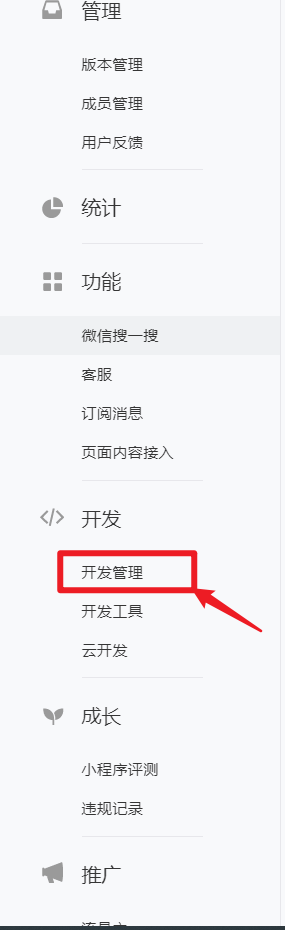 管理
版本管理
成员管理
用户反馈
统计
功能
微信搜一搜
客服
订阅消息
页面内容接入
开发
开发管理
开发工具
云开发
成长
小程序评测
违规记录
推广